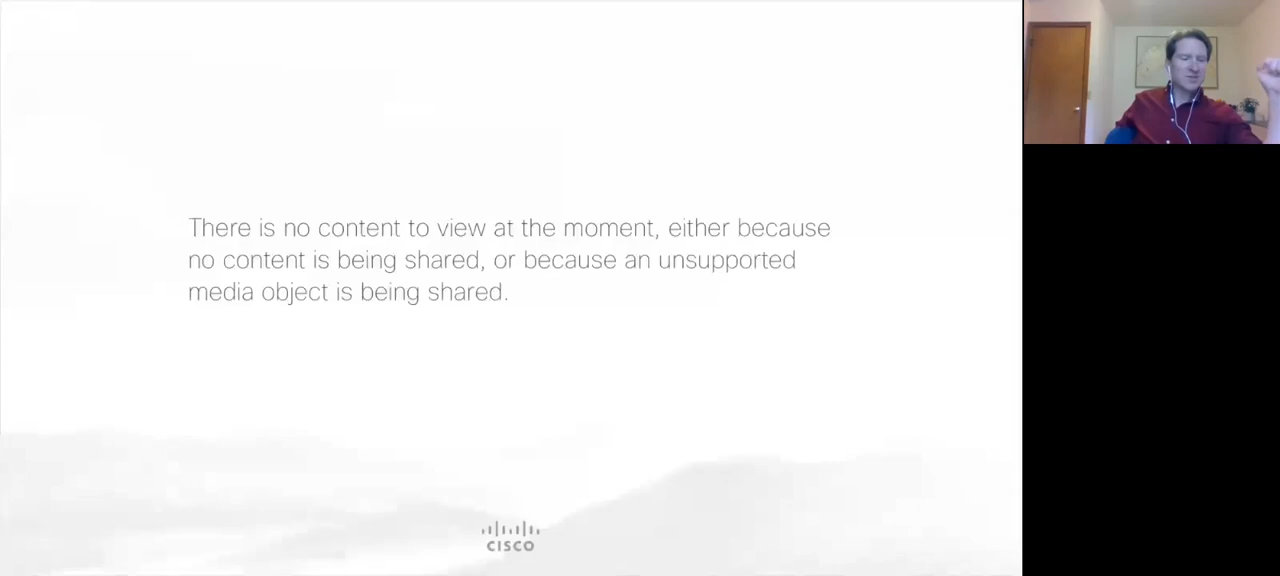 There is no content to view at the moment, either because
no content is being shared, or because an unsupported
media object is being shared.
CISCO